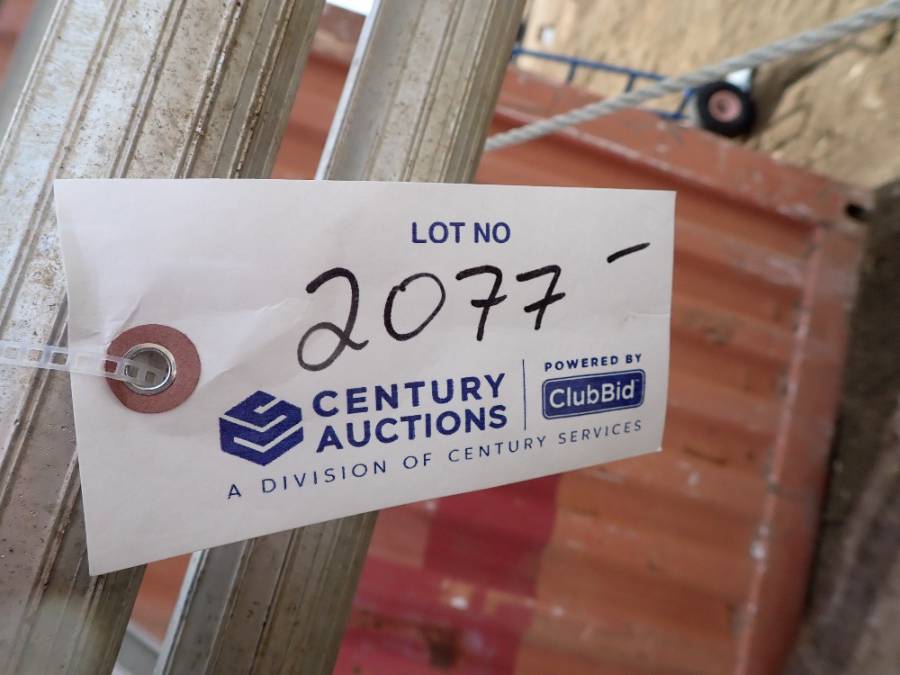 LOT NO
2077 -
CENTURY
AUCTIONS
POWERED BY
ClubBid
A DIVISION OF CENTURY SERVICES